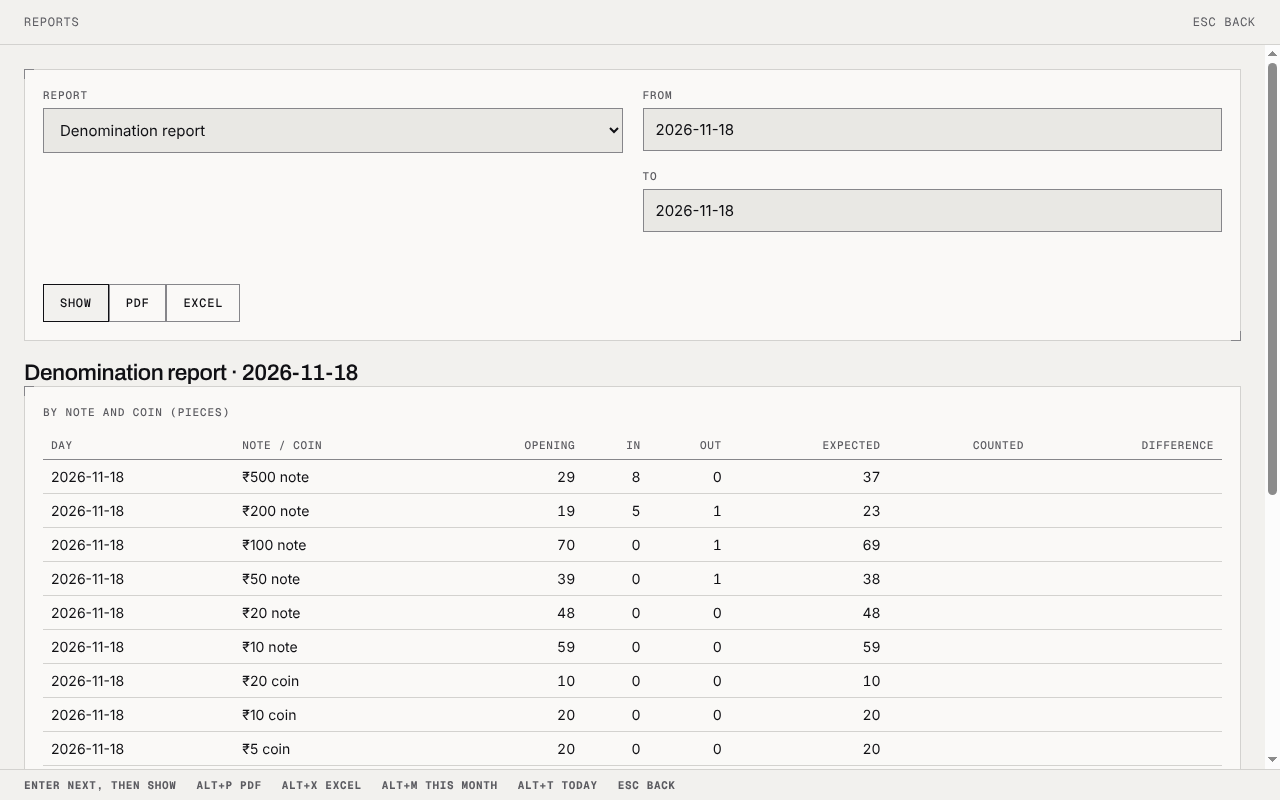 REPORTS ESC BACK
REPORT
Denomination report
FROM
2026-11-18
TO
2026-11-18
SHOW PDF EXCEL
Denomination report · 2026-11-18
BY NOTE AND COIN (PIECES)
DAY NOTE / COIN OPENING IN OUT EXPECTED COUNTED DIFFERENCE
2026-11-18 ₹500 note 29 8 0 37
2026-11-18 ₹200 note 19 5 1 23
2026-11-18 ₹100 note 70 0 1 69
2026-11-18 ₹50 note 39 0 1 38
2026-11-18 ₹20 note 48 0 0 48
2026-11-18 ₹10 note 59 0 0 59
2026-11-18 ₹20 coin 10 0 0 10
2026-11-18 ₹10 coin 20 0 0 20
2026-11-18 ₹5 coin 20 0 0 20
ENTER NEXT, THEN SHOW ALT+P PDF ALT+X EXCEL ALT+M THIS MONTH ALT+T TODAY ESC BACK